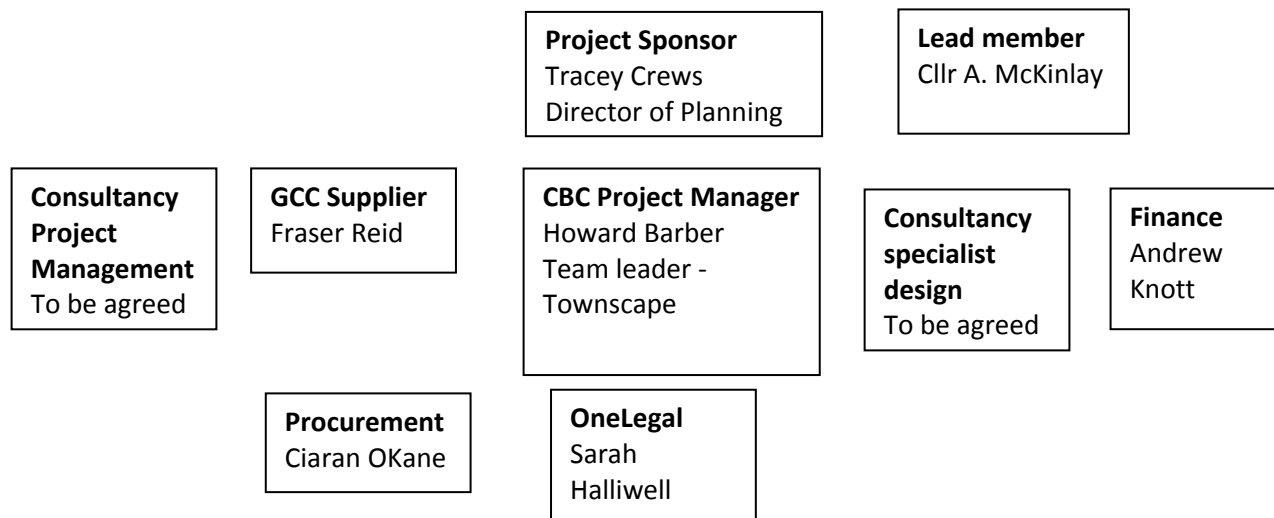 Project Sponsor
Tracey Crews
Director of Planning
Lead member
Cllr A. McKinlay
Consultancy
Project
Management
To be agreed
GCC Supplier
Fraser Reid
CBC Project Manager
Howard Barber
Team leader -
Townscape
Consultancy
specialist
design
To be agreed
Finance
Andrew
Knott
Procurement
Ciaran OKane
OneLegal
Sarah
Halliwell